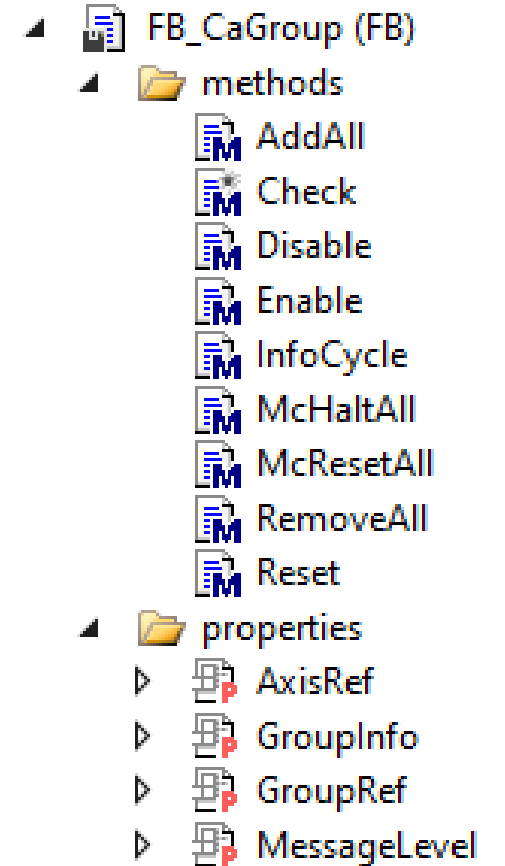 FB_CaGroup (FB)
methods
AddAll
Check
Disable
Enable
InfoCycle
McHaltAll
McResetAll
RemoveAll
Reset
properties
AxisRef
GroupInfo
GroupRef
MessageLevel